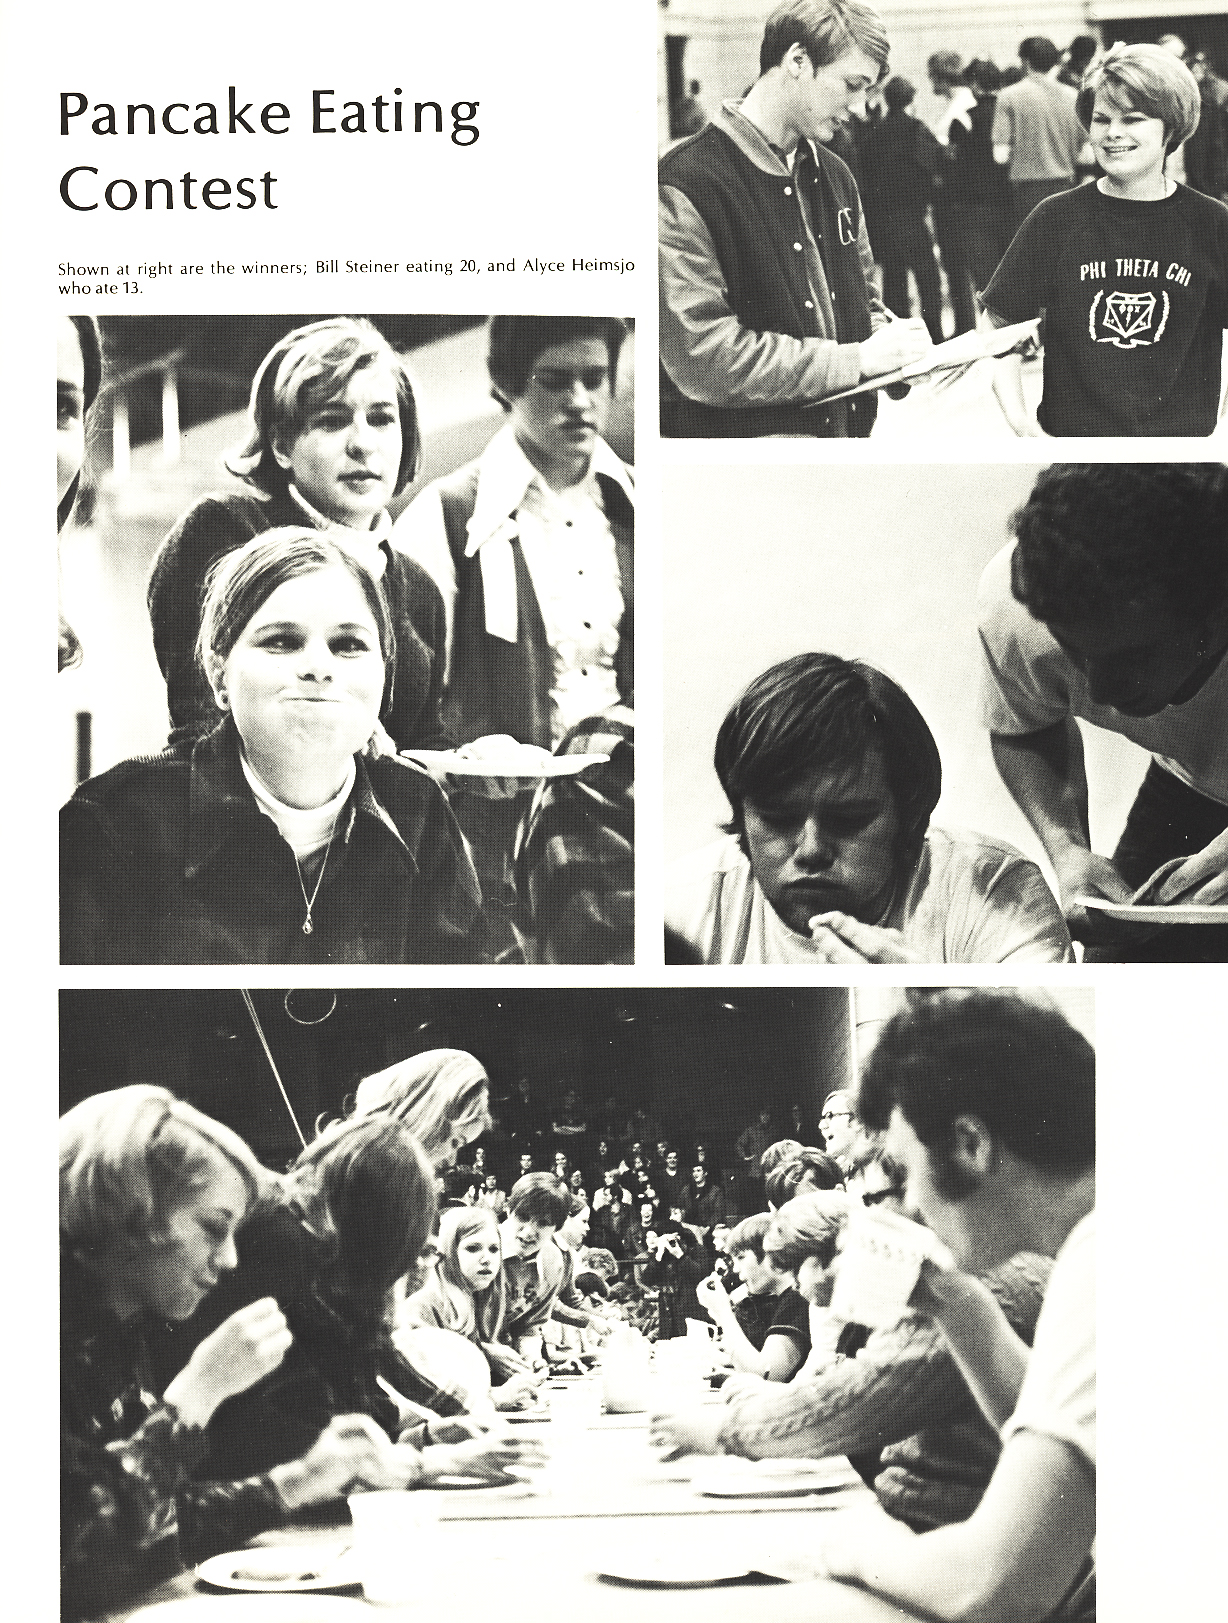 Pancake Eating
Contest
Shown at right are the winners; Bill Steiner eating 20, and Alyce Heimsjo
who ate 13.
PHI THETA CHI
N